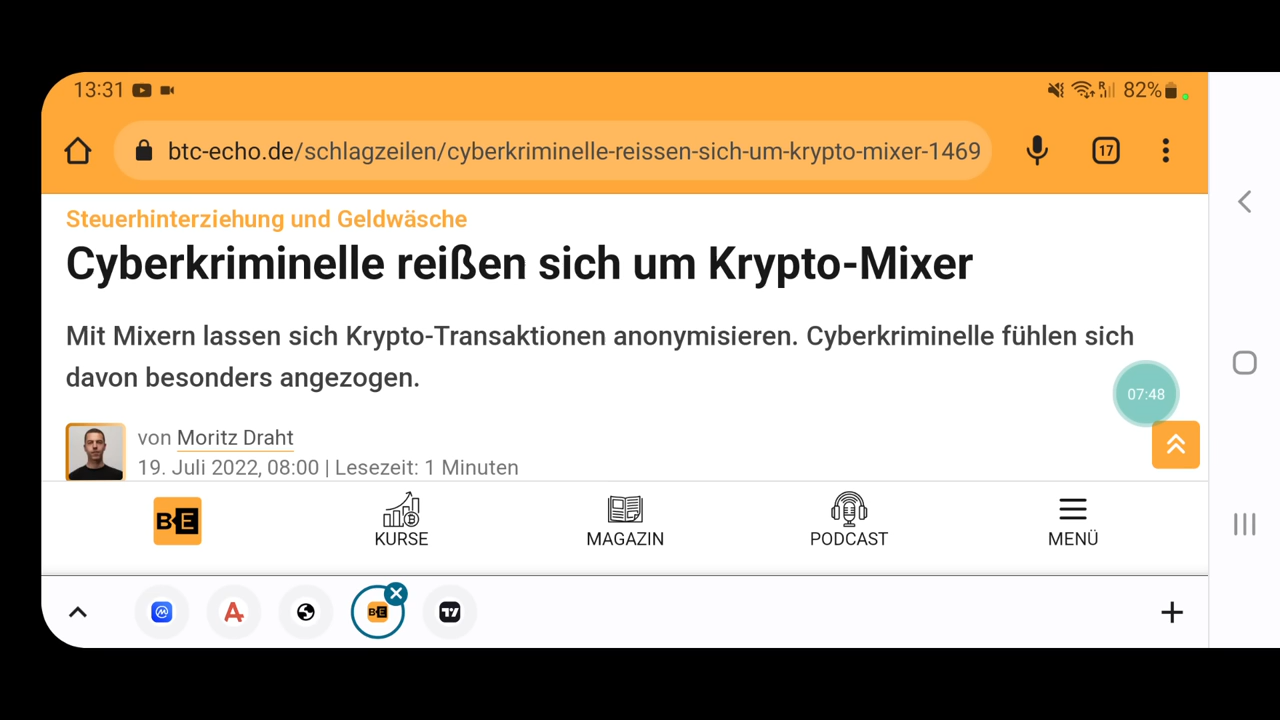 13:31
R 82%
btc-echo.de/schlagzeilen/cyberkriminelle-reissen-sich-um-krypto-mixer-1469
17
Steuerhinterziehung und Geldwäsche
Cyberkriminelle reißen sich um Krypto-Mixer
Mit Mixern lassen sich Krypto-Transaktionen anonymisieren. Cyberkriminelle fühlen sich
davon besonders angezogen.
07:48
von Moritz Draht
19. Juli 2022, 08:00 | Lesezeit: 1 Minuten
BE
KURSE
MAGAZIN
PODCAST
MENÜ
BE